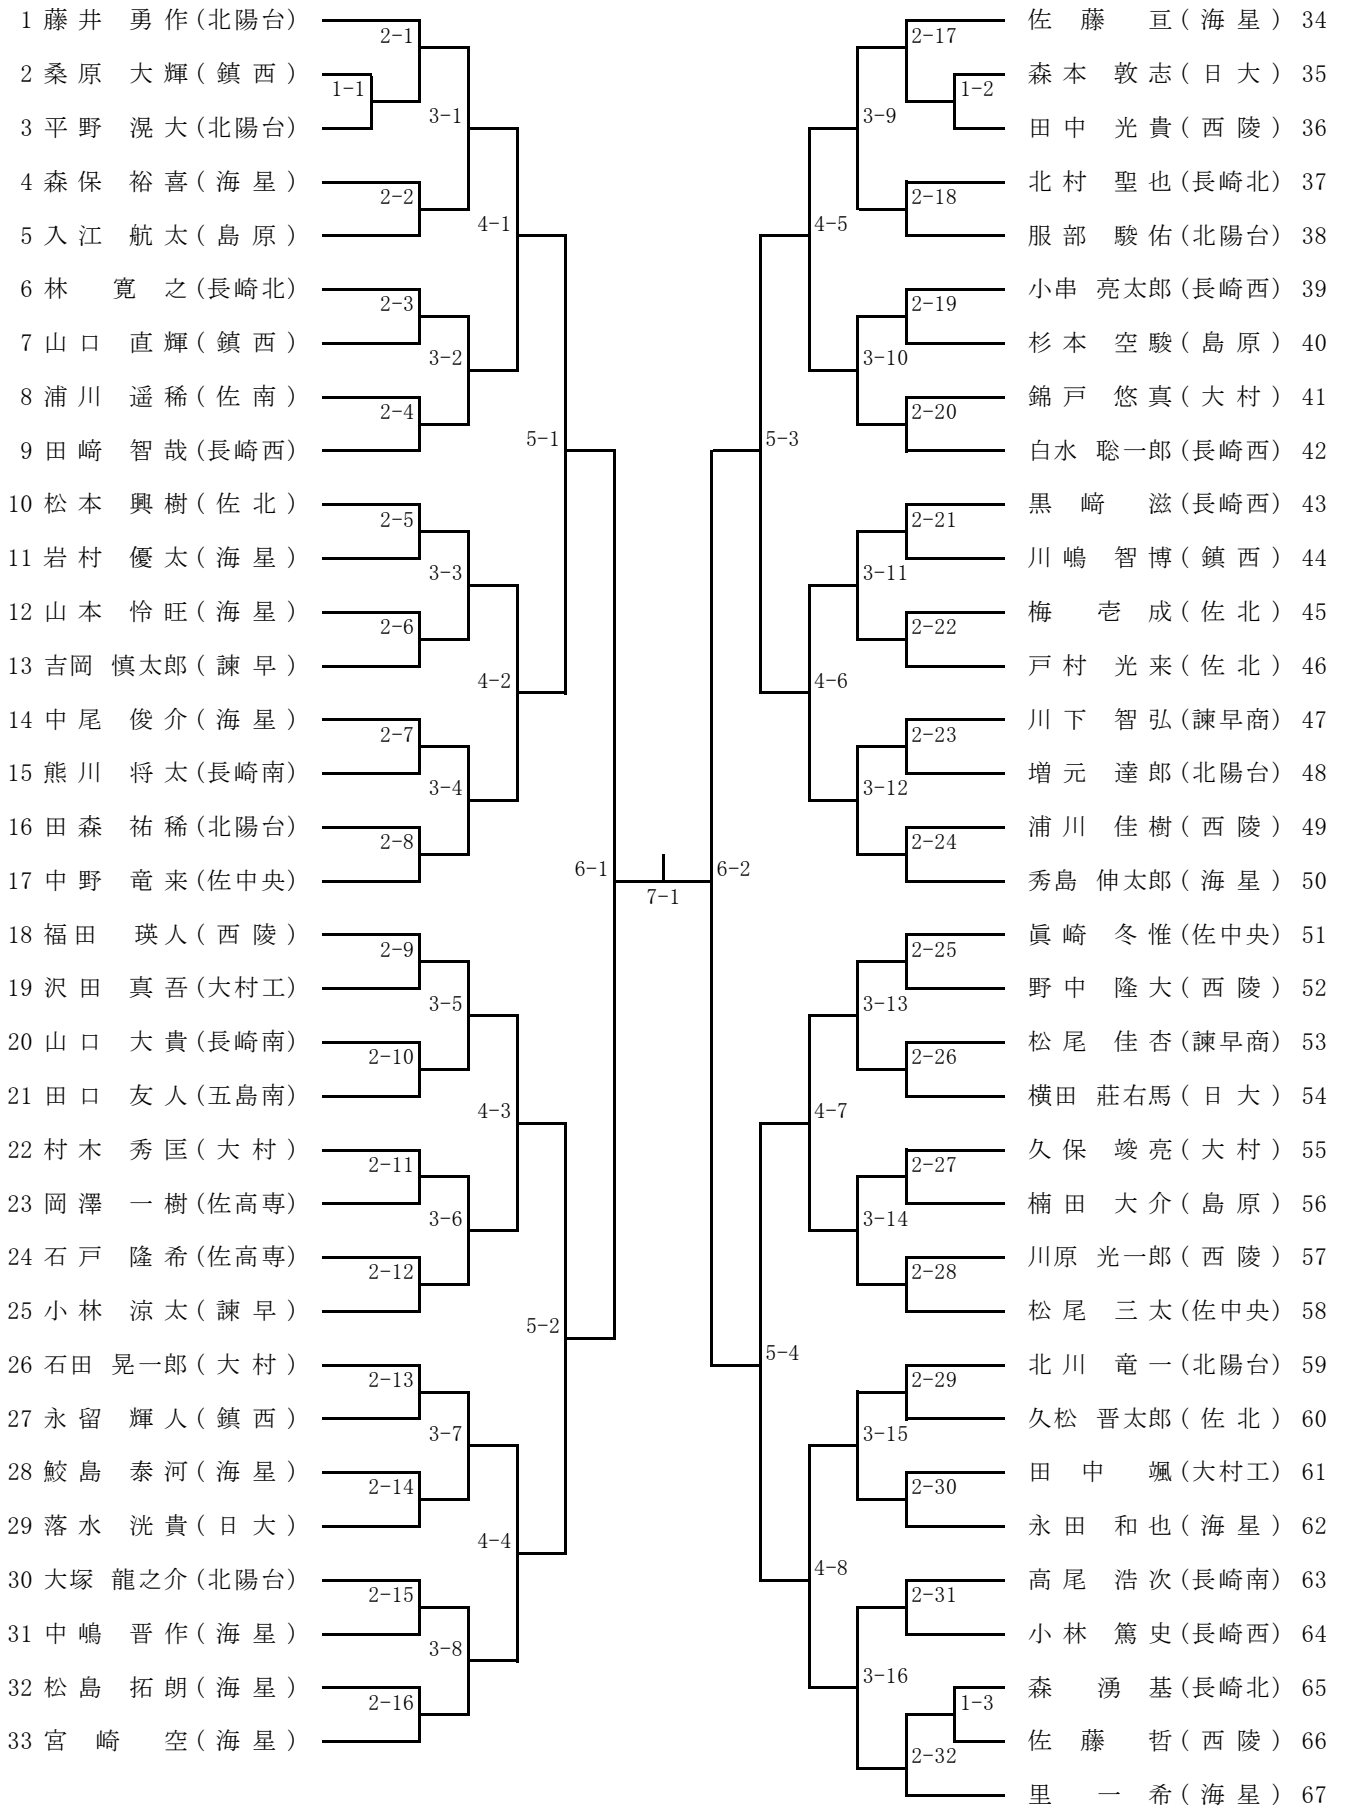 1 藤井 勇作(北陽台)
2 桑原 大輝(鎮西)
3 平野 滉大(北陽台)
4 森保 裕喜(海星)
5 入江 航太(島原)
6 林 寛之(長崎北)
7 山口 直輝(鎮西)
8 浦川 遥稀(佐南)
9 田﨑 智哉(長崎西)
10 松本 興樹(佐北)
11 岩村 優太(海星)
12 山本 怜旺(海星)
13 吉岡 慎太郎(諫早)
14 中尾 俊介(海星)
15 熊川 将太(長崎南)
16 田森 祐稀(北陽台)
17 中野 竜来(佐中央)
18 福田 瑛人(西陵)
19 沢田 真吾(大村工)
20 山口 大貴(長崎南)
21 田口 友人(五島南)
22 村木 秀匡(大村)
23 岡澤 一樹(佐高専)
24 石戸 隆希(佐高専)
25 小林 涼太(諫早)
26 石田 晃一郎(大村)
27 永留 輝人(鎮西)
28 鮫島 泰河(海星)
29 落水 洸貴(日大)
30 大塚 龍之介(北陽台)
31 中嶋 晋作(海星)
32 松島 拓朗(海星)
33 宮崎 空(海星)
1-1
2-1
2-2
2-3
2-4
2-5
2-6
2-7
2-8
2-9
2-10
2-11
2-12
2-13
2-14
2-15
2-16
3-1
3-2
3-3
3-4
3-5
3-6
3-7
3-8
4-1
4-2
4-3
4-4
5-1
5-2
6-1
7-1
6-2
5-3
5-4
4-5
4-6
4-7
4-8
3-9
3-10
3-11
3-12
3-13
3-14
3-15
3-16
2-17
2-18
2-19
2-20
2-21
2-22
2-23
2-24
2-25
2-26
2-27
2-28
2-29
2-30
2-31
2-32
1-2
1-3
佐藤 亘(海星) 34
森本 敦志(日大) 35
田中 光貴(西陵) 36
北村 聖也(長崎北) 37
服部 駿佑(北陽台) 38
小串 亮太郎(長崎西) 39
杉本 空駿(島原) 40
錦戸 悠真(大村) 41
白水 聡一郎(長崎西) 42
黒﨑 滋(長崎西) 43
川嶋 智博(鎮西) 44
梅 壱成(佐北) 45
戸村 光来(佐北) 46
川下 智弘(諫早商) 47
増元 達郎(北陽台) 48
浦川 佳樹(西陵) 49
秀島 伸太郎(海星) 50
眞崎 冬惟(佐中央) 51
野中 隆大(西陵) 52
松尾 佳杏(諫早商) 53
横田 莊右馬(日大) 54
久保 竣亮(大村) 55
楠田 大介(島原) 56
川原 光一郎(西陵) 57
松尾 三太(佐中央) 58
北川 竜一(北陽台) 59
久松 晋太郎(佐北) 60
田中 颯(大村工) 61
永田 和也(海星) 62
高尾 浩次(長崎南) 63
小林 篤史(長崎西) 64
森 湧基(長崎北) 65
佐藤 哲(西陵) 66
里 一希(海星) 67